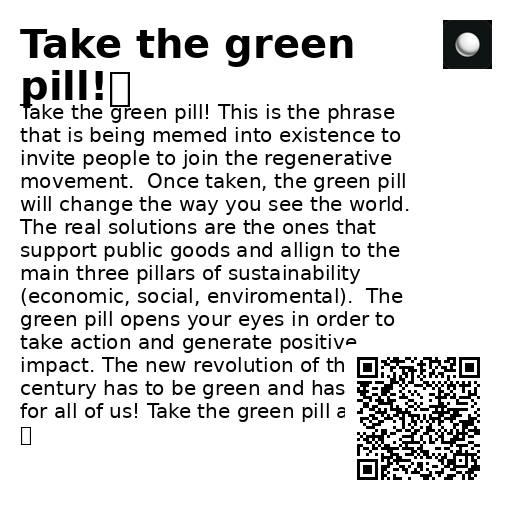 Take the green
pill!
Take the green pill! This is the phrase
that is being memed into existence to
invite people to join the regenerative
movement.  Once taken, the green pill
will change the way you see the world.
The real solutions are the ones that
support public goods and allign to the
main three pillars of sustainability
(economic, social, enviromental).  The
green pill opens your eyes in order to
take action and generate positive
impact. The new revolution of th
century has to be green and has
for all of us! Take the green pill a